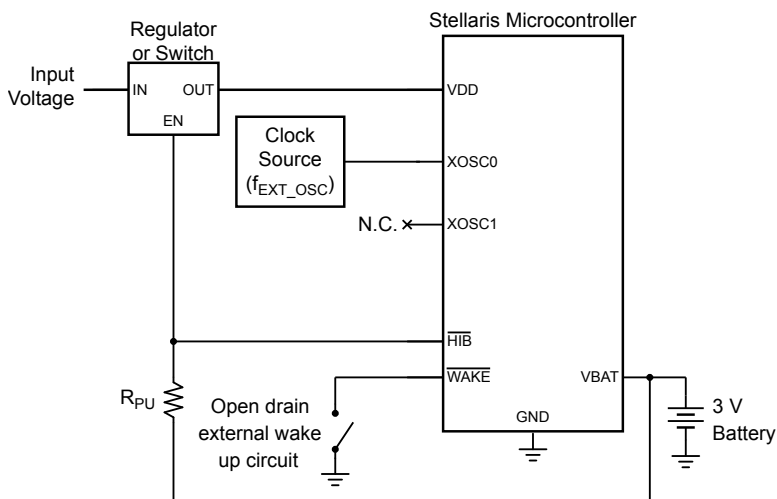 Stellaris Microcontroller
Regulator
or Switch
Input
Voltage
IN
OUT
EN
VDD
Clock
Source
(fEXT_OSC)
XOSC0
N.C.
XOSC1
HIB
WAKE
VBAT
RPU
Open drain
external wake
up circuit
GND
3 V
Battery